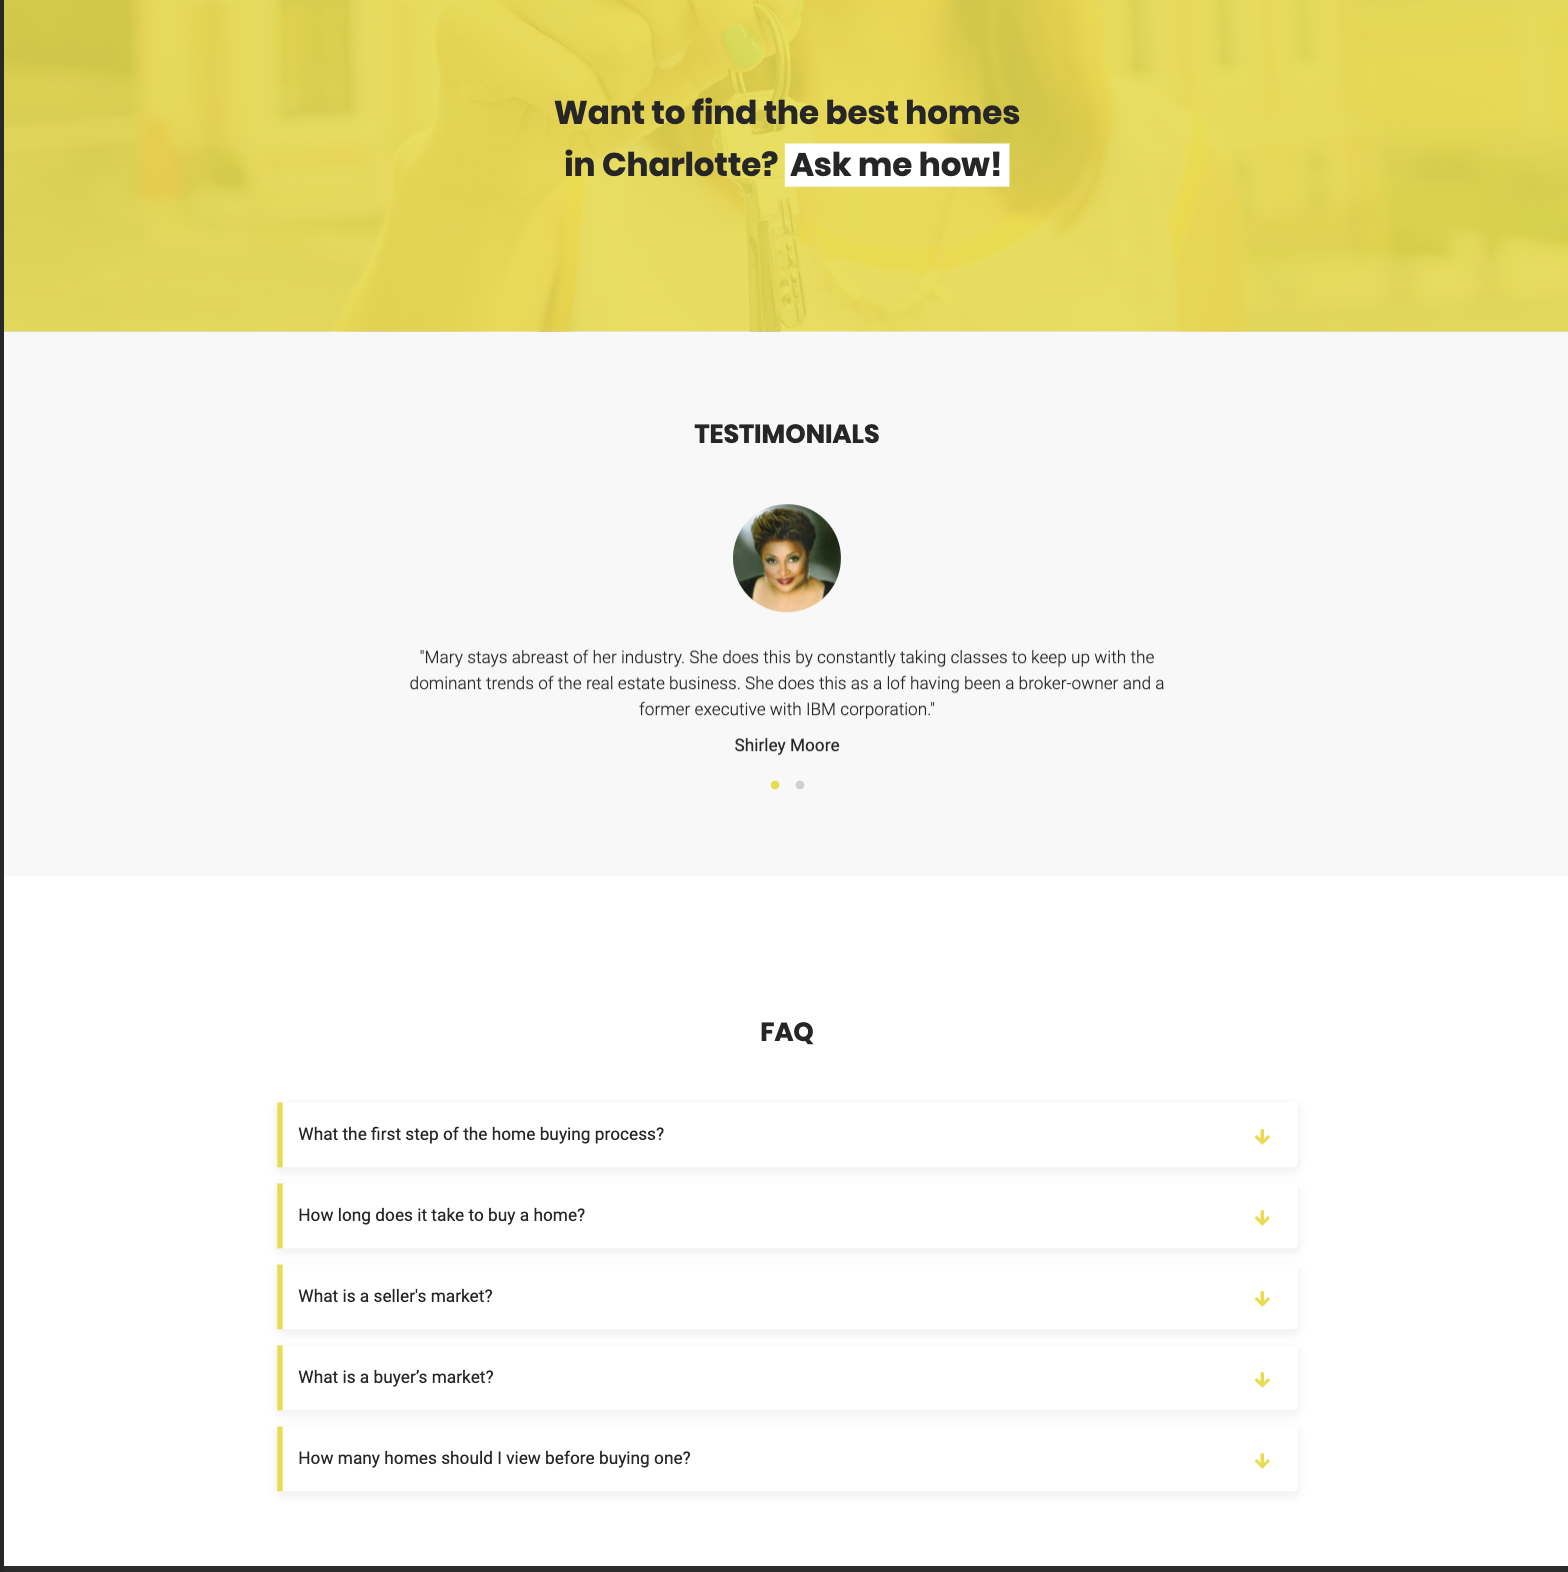 Want to find the best homes
in Charlotte? Ask me how!
TESTIMONIALS
"Mary stays abreast of her industry. She does this by constantly taking classes to keep up with the
dominant trends of the real estate business. She does this as a lof having been a broker-owner and a
former executive with IBM corporation."
Shirley Moore
FAQ
What the first step of the home buying process?
How long does it take to buy a home?
What is a seller's market?
What is a buyer’s market?
How many homes should I view before buying one?